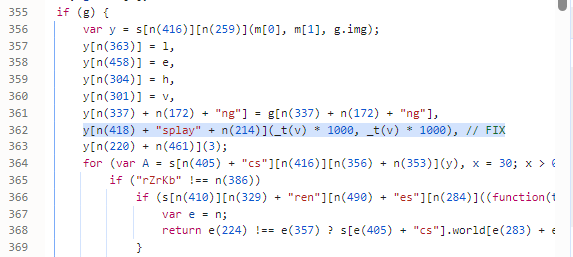 355 if (g) {
356 var y = s[n(416)][n(259)](m[0], m[1], g.img);
357 y[n(363)] = l,
358 y[n(458)] = e,
359 y[n(304)] = h,
360 y[n(301)] = v,
361 y[n(337) + n(172) + "ng"] = g[n(337) + n(172) + "ng"],
362 y[n(418) + "splay" + n(214)](_t(v) * 1000, _t(v) * 1000), // FIX
363 y[n(220) + n(461)](3);
364 for (var A = s[n(405) + "cs"][n(416)][n(356) + n(353)](y), x = 30; x >
365 if ("rZrKb" !== n(386))
366 if (s[n(410)][n(329) + "ren"][n(490) + "es"][n(284)]((function(
367 var e = n;
368 return e(224) !== e(357) ? s[e(405) + "cs"].world[e(283) +
369 }